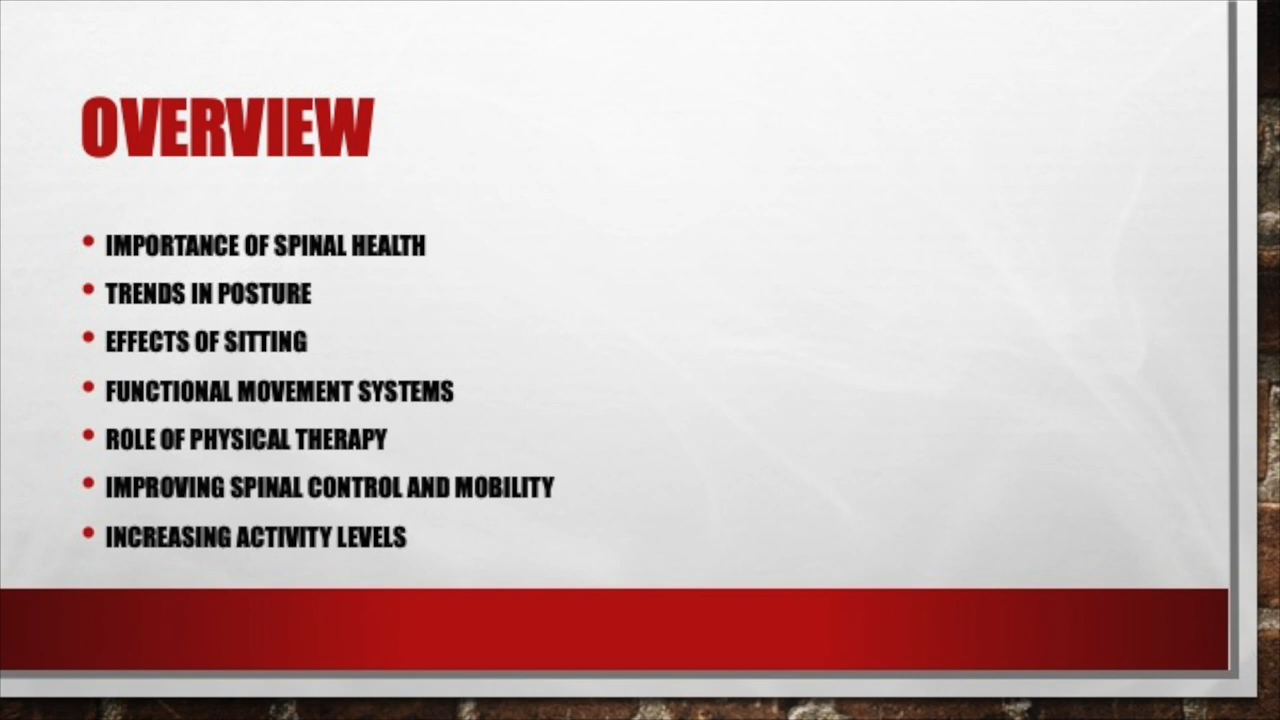 OVERVIEW
• IMPORTANCE OF SPINAL HEALTH
• TRENDS IN POSTURE
• EFFECTS OF SITTING
• FUNCTIONAL MOVEMENT SYSTEMS
• ROLE OF PHYSICAL THERAPY
• IMPROVING SPINAL CONTROL AND MOBILITY
• INCREASING ACTIVITY LEVELS